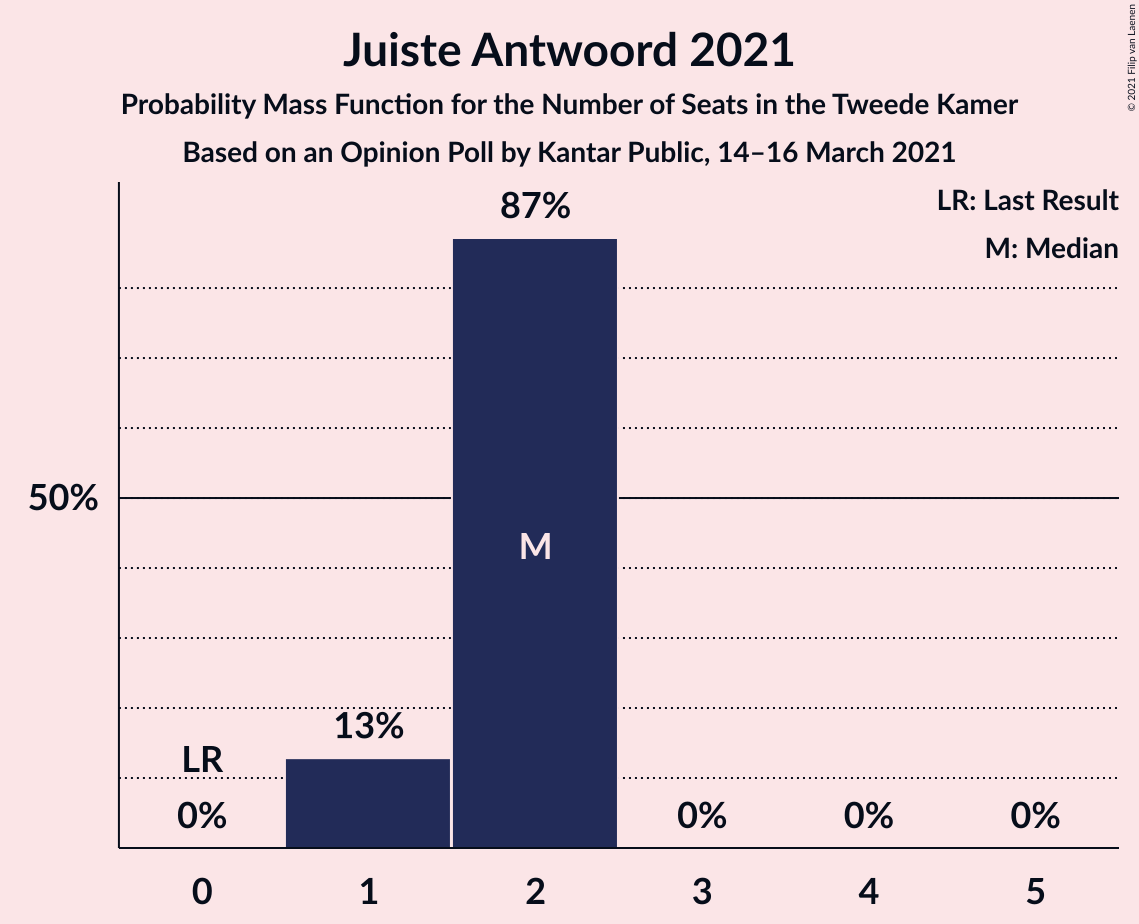 Juiste Antwoord 2021
Probability Mass Function for the Number of Seats in the Tweede Kamer
Based on an Opinion Poll by Kantar Public, 14–16 March 2021
© 2021 Filip van Laenen
LR: Last Result
M: Median
87%
50%
M
13%
LR
0%
0%
0%
0%
0
1
2
3
4
5